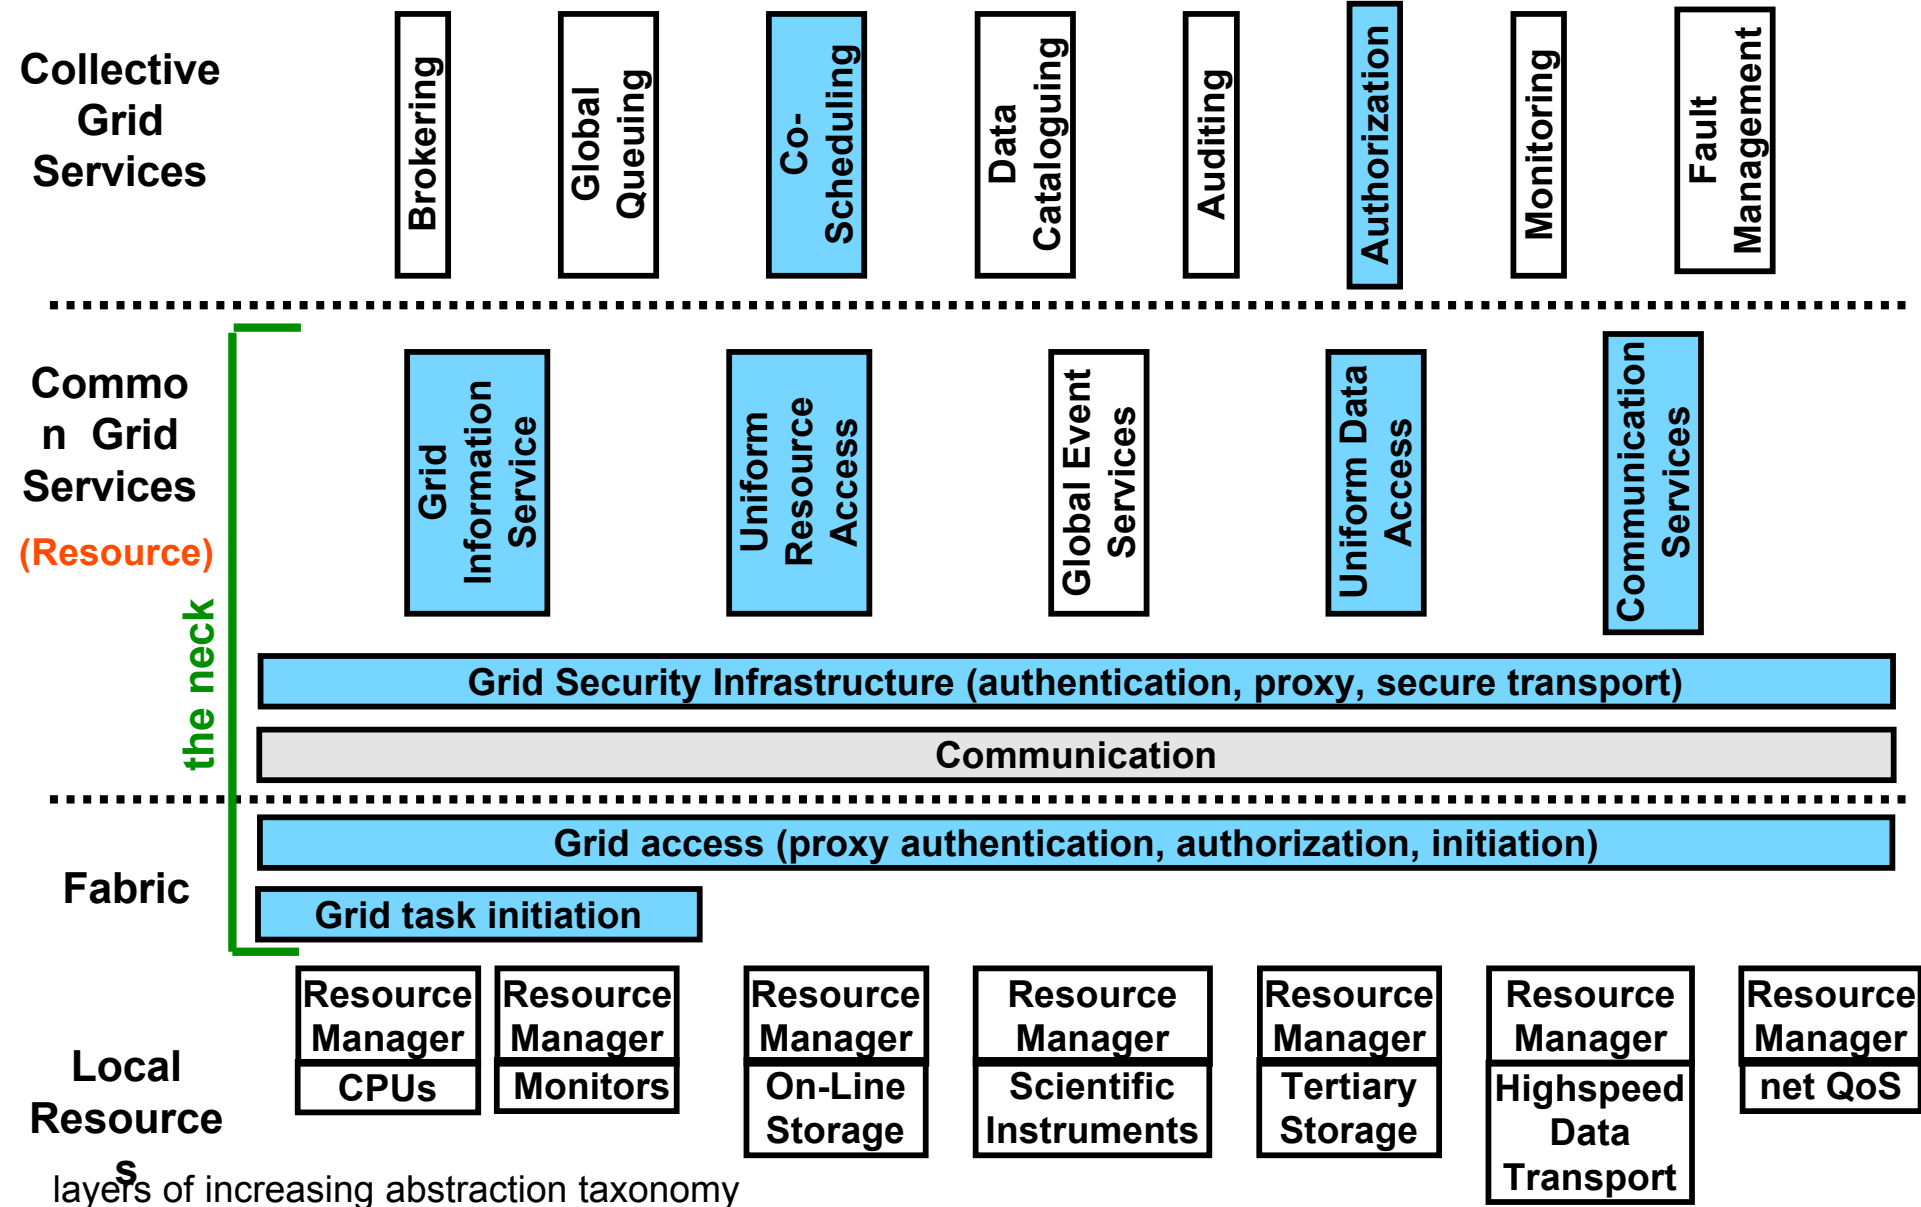 Collective
Grid
Services
Brokering
Global
Queuing
Co-
Scheduling
Data
Cataloguing
Auditing
Authorization
Monitoring
Fault
Management
Commo
n Grid
Services
(Resource)
the neck
Grid
Information
Service
Uniform
Resource
Access
Global Event
Services
Uniform Data
Access
Communication
Services
Grid Security Infrastructure (authentication, proxy, secure transport)
Communication
Fabric
Grid access (proxy authentication, authorization, initiation)
Grid task initiation
Local
Resource
s
Resource
Manager
CPUs
Resource
Manager
Monitors
Resource
Manager
On-Line
Storage
Resource
Manager
Scientific
Instruments
Resource
Manager
Tertiary
Storage
Resource
Manager
Highspeed
Data
Transport
Resource
Manager
net QoS
layers of increasing abstraction taxonomy